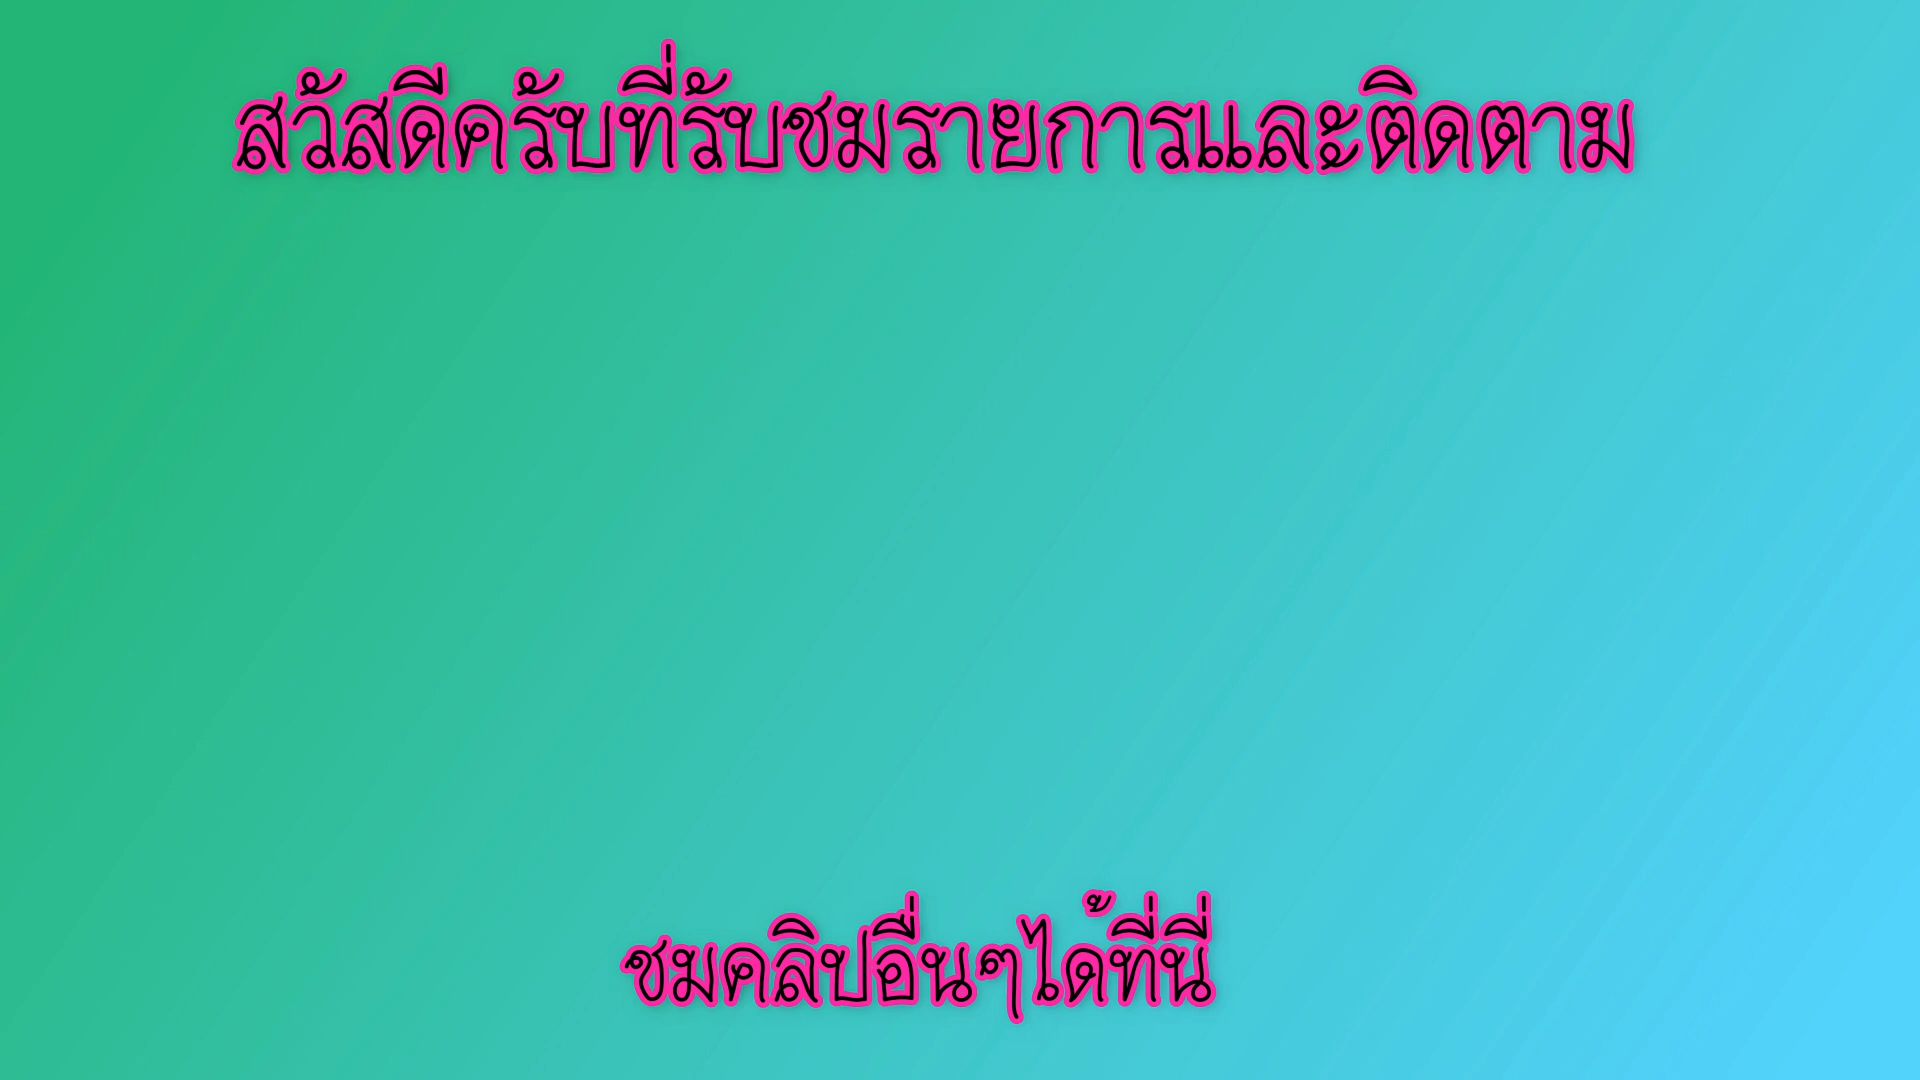 สวัสดีครับที่รับชมรายการและติดตาม
ชมคลิปอื่นๆได้ที่นี่